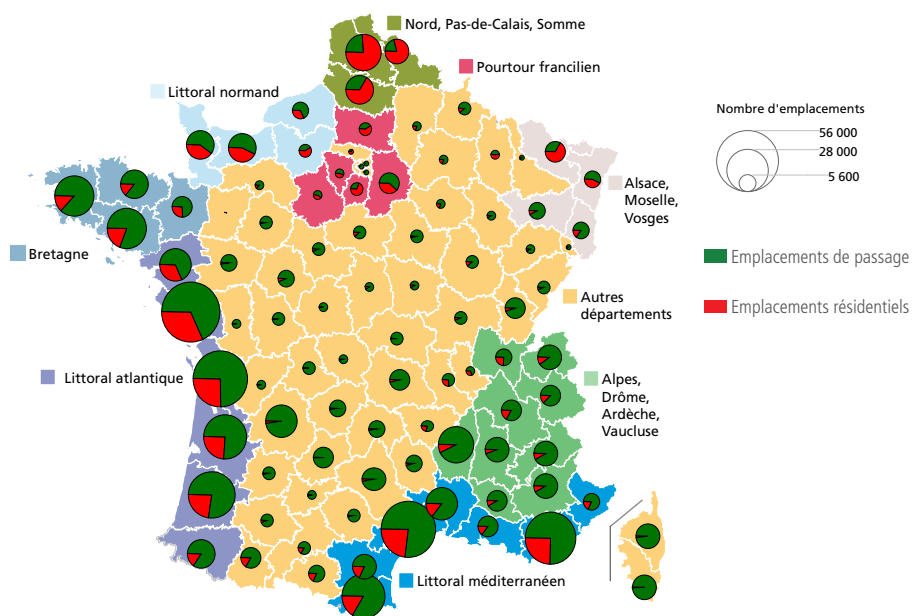 Nord, Pas-de-Calais, Somme
Pourtour francilien
Littoral normand
Nombre d'emplacements
56 000
28 000
5 600
Alsace,
Moselle,
Vosges
Bretagne
Emplacements de passage
Autres
départements
Emplacements résidentiels
Littoral atlantique
Alpes,
Drôme,
Ardèche,
Vaucluse
Littoral méditerranéen